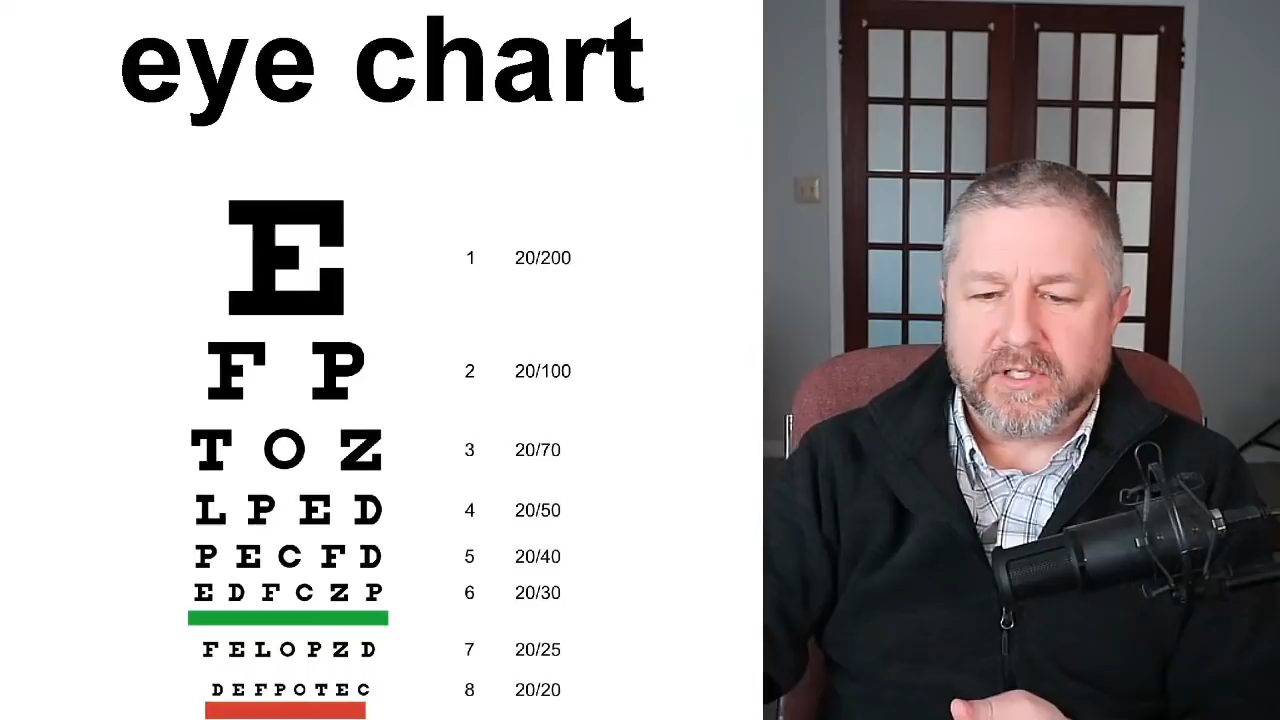 eye chart
E 1 20/200
F P 2 20/100
T O Z 3 20/70
L P E D 4 20/50
P E C F D 5 20/40
E D F C Z P 6 20/30
F E L O P Z D 7 20/25
D E F P O T E C 8 20/20